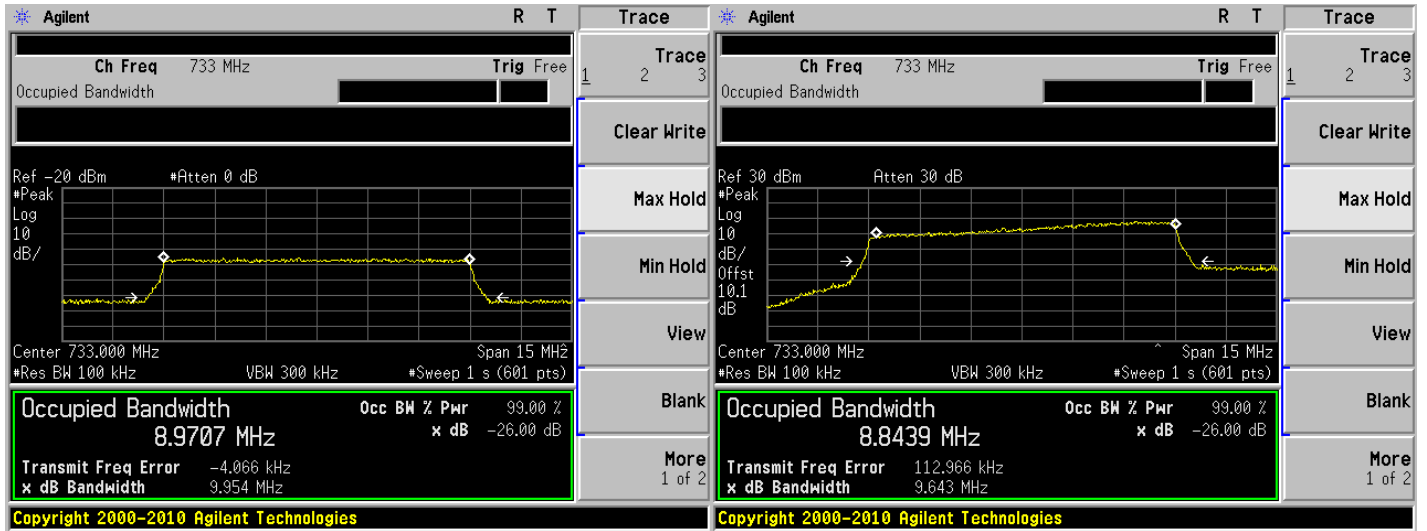 Agilent R T Trace
Ch Freq 733 MHz Trig Free
Occupied Bandwidth
Ref -20 dBm #Atten 0 dB
#Peak
Log
10
dB/
Center 733.000 MHz Span 15 MHz
#Res BW 100 kHz VBW 300 kHz #Sweep 1 s (601 pts)
Occupied Bandwidth Occ BW % Pwr 99.00 %
8.9707 MHz x dB -26.00 dB
Transmit Freq Error -4.066 kHz
x dB Bandwidth 9.954 MHz
Copyright 2000-2010 Agilent Technologies
Trace
1 2 3
Clear Write
Max Hold
Min Hold
View
Blank
More
1 of 2
Agilent R T Trace
Ch Freq 733 MHz Trig Free
Occupied Bandwidth
Ref 30 dBm Atten 30 dB
#Peak
Log
10
dB/
Offst
10.1
dB
Center 733.000 MHz Span 15 MHz
#Res BW 100 kHz VBW 300 kHz #Sweep 1 s (601 pts)
Occupied Bandwidth Occ BW % Pwr 99.00 %
8.8439 MHz x dB -26.00 dB
Transmit Freq Error 112.966 kHz
x dB Bandwidth 9.643 MHz
Copyright 2000-2010 Agilent Technologies
Trace
1 2 3
Clear Write
Max Hold
Min Hold
View
Blank
More
1 of 2